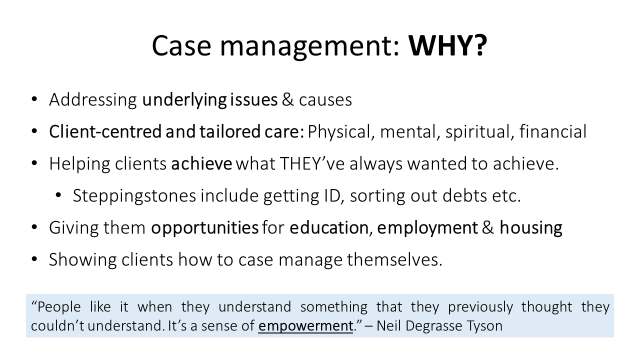 Case management: WHY?
• Addressing underlying issues & causes
• Client-centred and tailored care: Physical, mental, spiritual, financial
• Helping clients achieve what THEY’ve always wanted to achieve.
• Steppingstones include getting ID, sorting out debts etc.
• Giving them opportunities for education, employment & housing
• Showing clients how to case manage themselves.
“People like it when they understand something that they previously thought they
couldn’t understand. It’s a sense of empowerment.” – Neil Degrasse Tyson